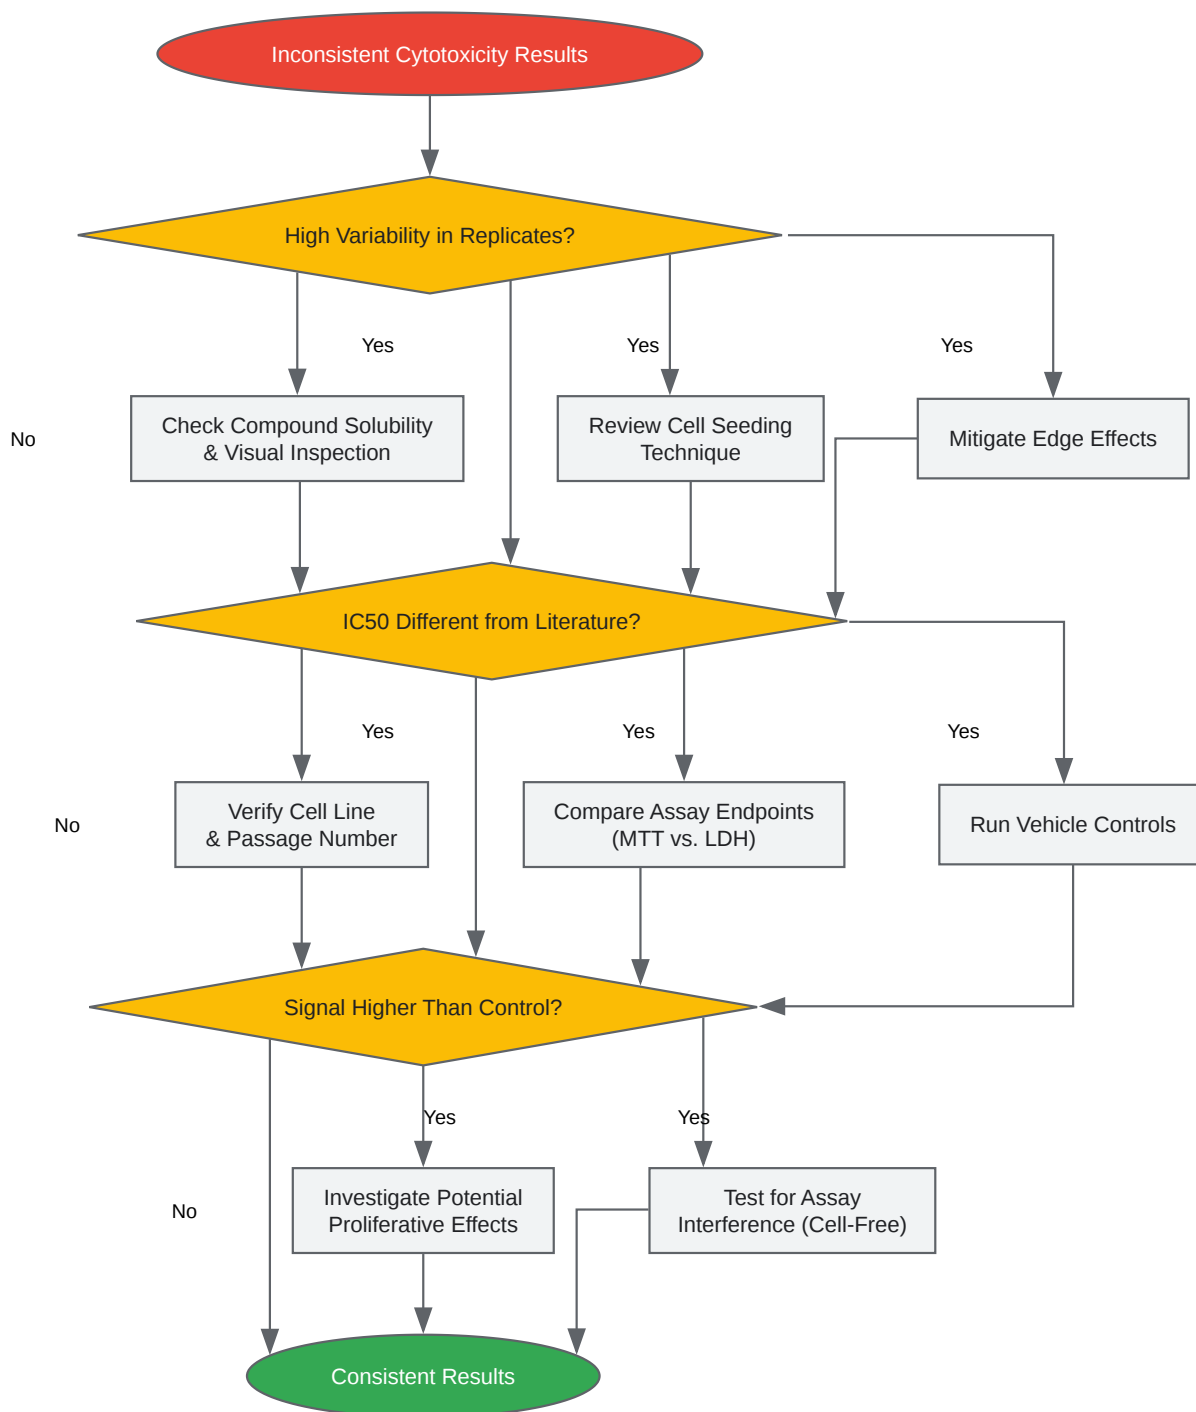 Inconsistent Cytotoxicity Results
High Variability in Replicates?
Yes
Yes
Yes
No
Check Compound Solubility
& Visual Inspection
Review Cell Seeding
Technique
Mitigate Edge Effects
IC50 Different from Literature?
Yes
Yes
Yes
No
Verify Cell Line
& Passage Number
Compare Assay Endpoints
(MTT vs. LDH)
Run Vehicle Controls
Signal Higher Than Control?
Yes
Yes
No
Investigate Potential
Proliferative Effects
Test for Assay
Interference (Cell-Free)
Consistent Results